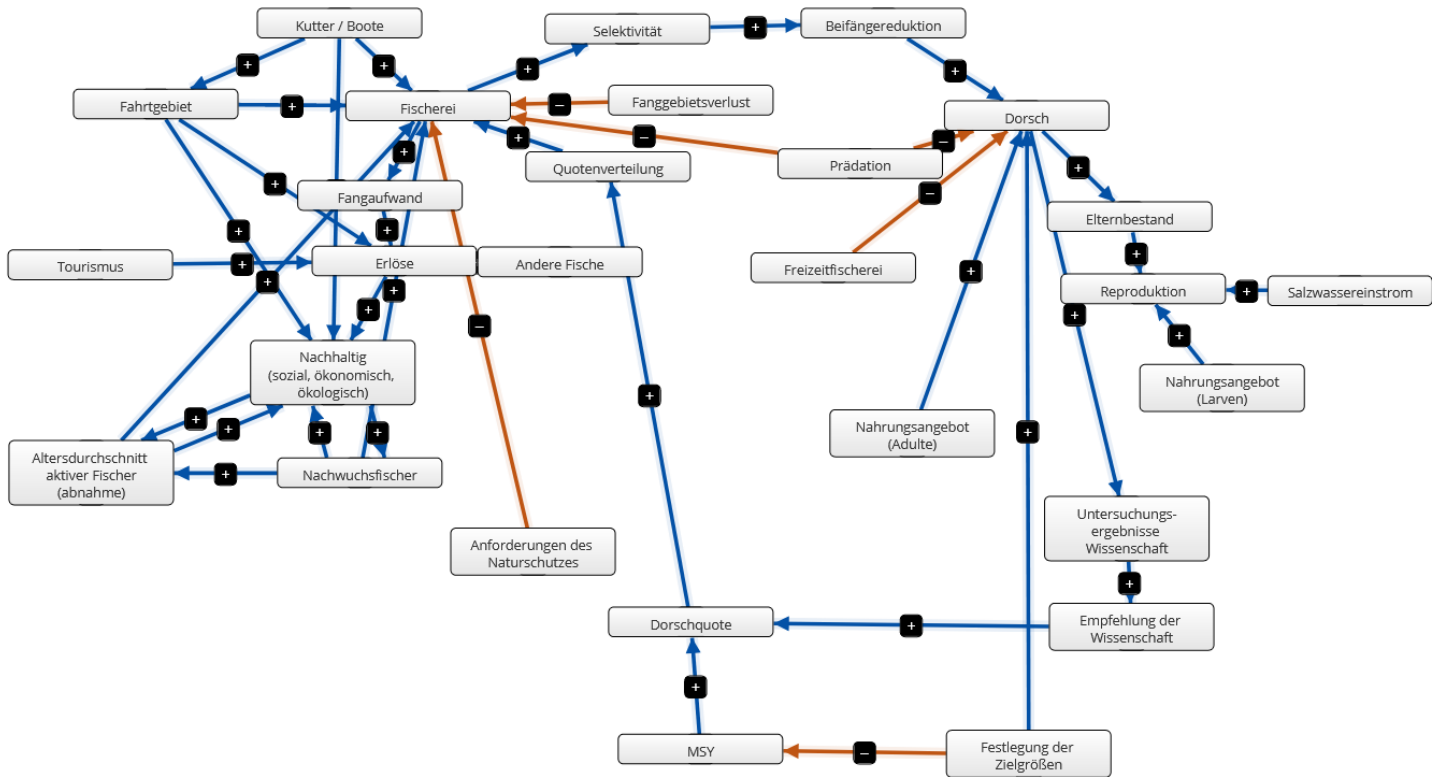 Kutter / Boote
Selektivität
+
Beifängereduktion
+
+
+
+
Fahrtgebiet
+
Fischerei
–
Fanggebietsverlust
Dorsch
+
–
–
+
Quotenverteilung
Prädation
+
Fangaufwand
–
+
+
Elternbestand
+
+
Tourismus
+
Erlöse
Andere Fische
Freizeitfischerei
+
+
+
+
Reproduktion
+
Salzwassereinstrom
+
+
–
+
Nachhaltig
(sozial, ökonomisch,
ökologisch)
Nahrungsangebot
(Larven)
+
+
+
+
+
Nahrungsangebot
(Adulte)
+
Altersdurchschnitt
aktiver Fischer
(abnahme)
+
Nachwuchsfischer
Untersuchungs-
ergebnisse
Wissenschaft
Anforderungen des
Naturschutzes
+
Dorschquote
+
Empfehlung der
Wissenschaft
+
MSY
–
Festlegung der
Zielgrößen